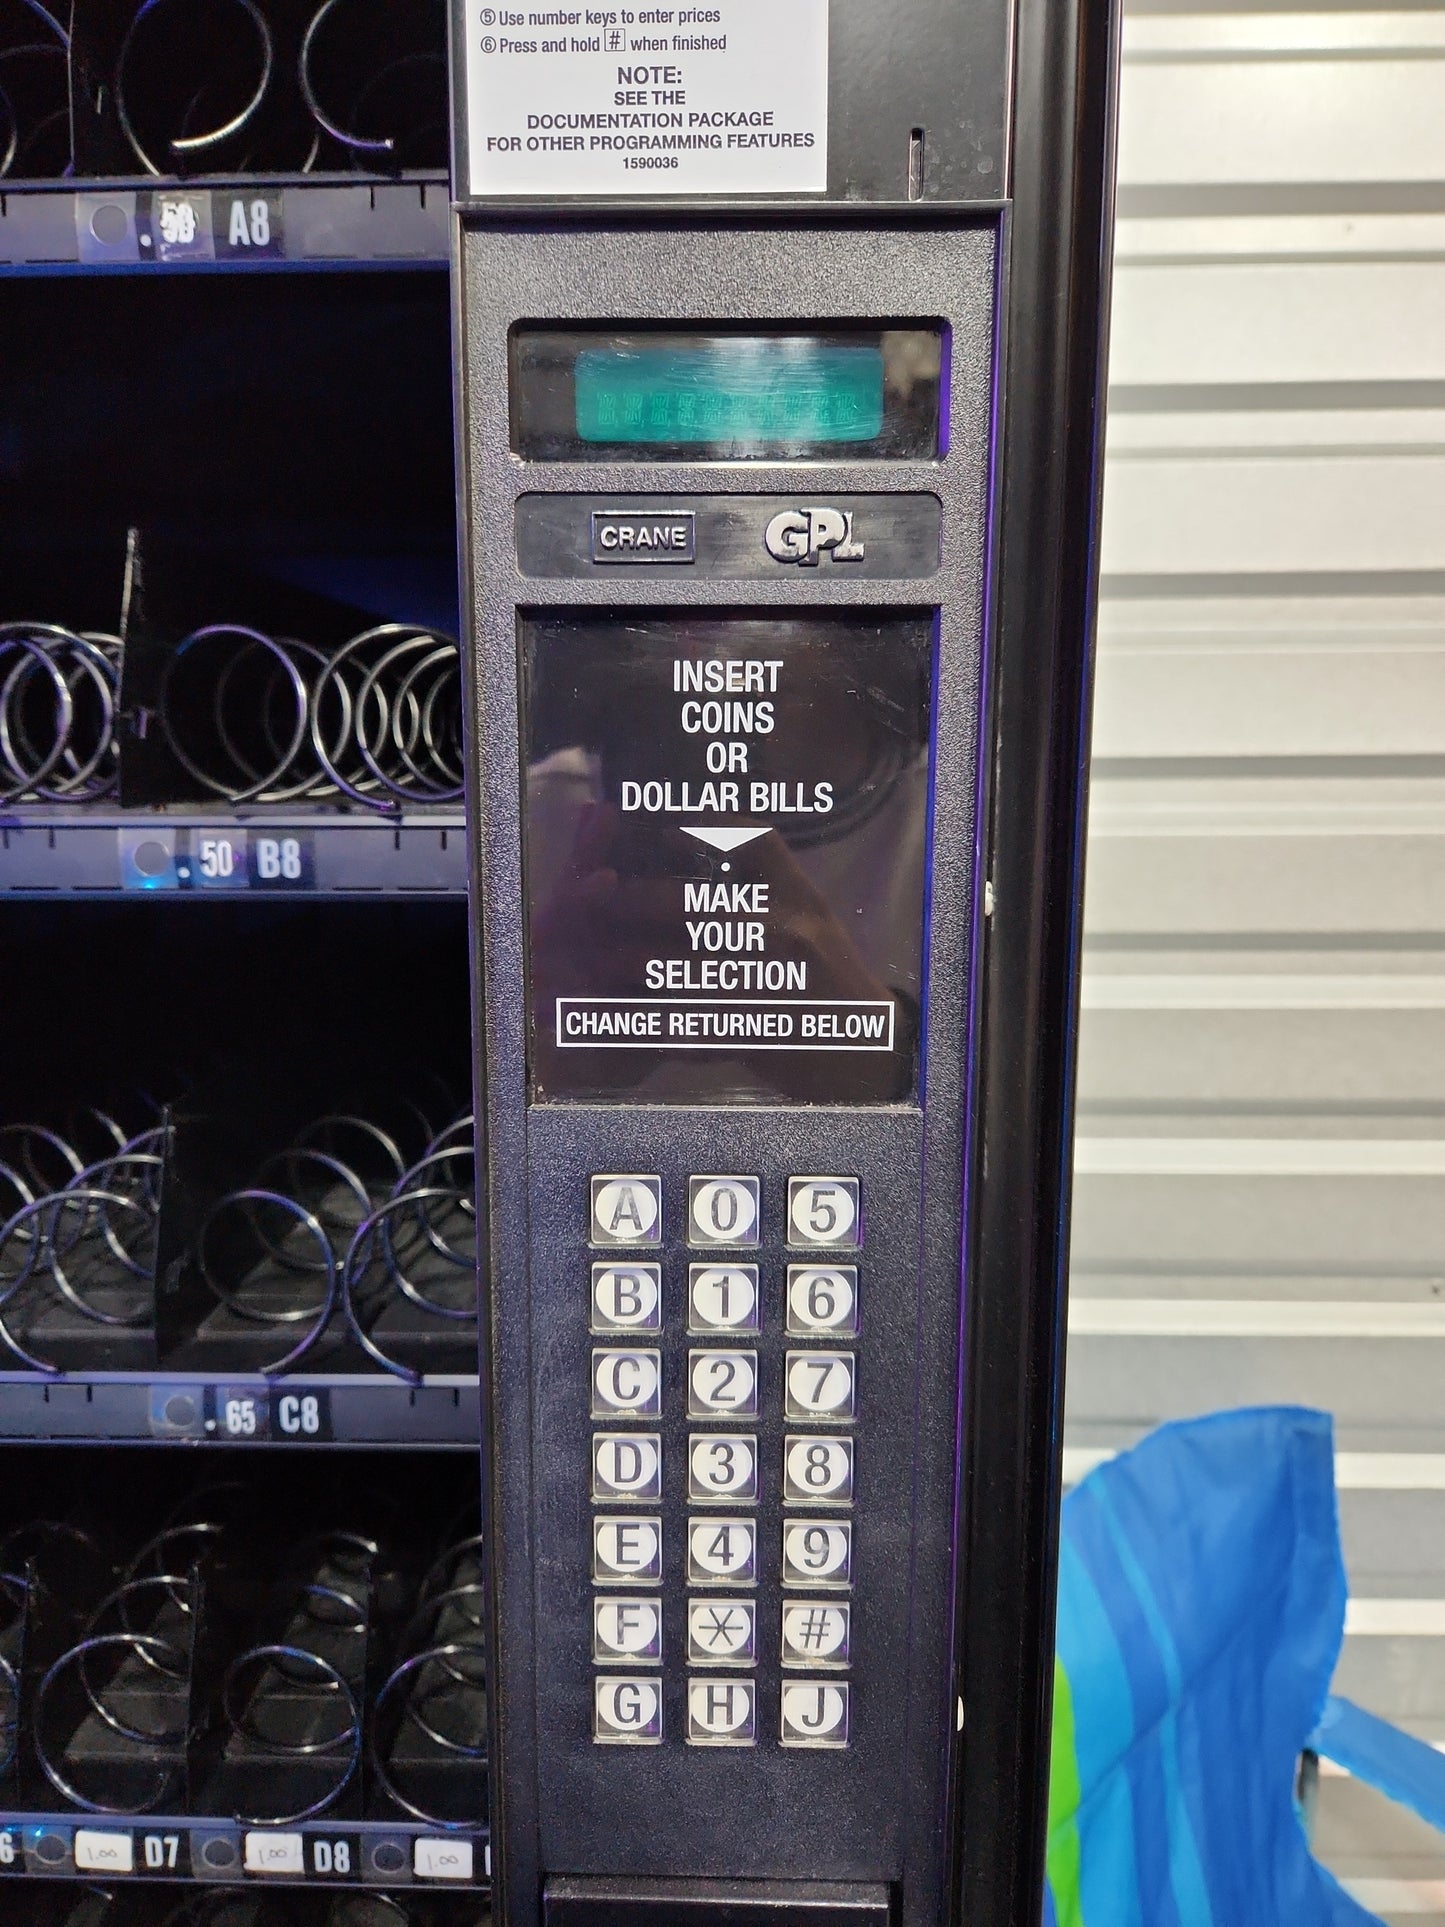 ⑤ Use number keys to enter prices
⑥ Press and hold # when finished
NOTE:
SEE THE
DOCUMENTATION PACKAGE
FOR OTHER PROGRAMMING FEATURES
1590036
A8
CRANE GPL
INSERT
COINS
OR
DOLLAR BILLS
.50 B8
MAKE
YOUR
SELECTION
CHANGE RETURNED BELOW
A 0 5
B 1 6
C 2 7
.65 C8
D 3 8
E 4 9
F * #
G H J
6 1.00 D7 1.00 D8 1.00